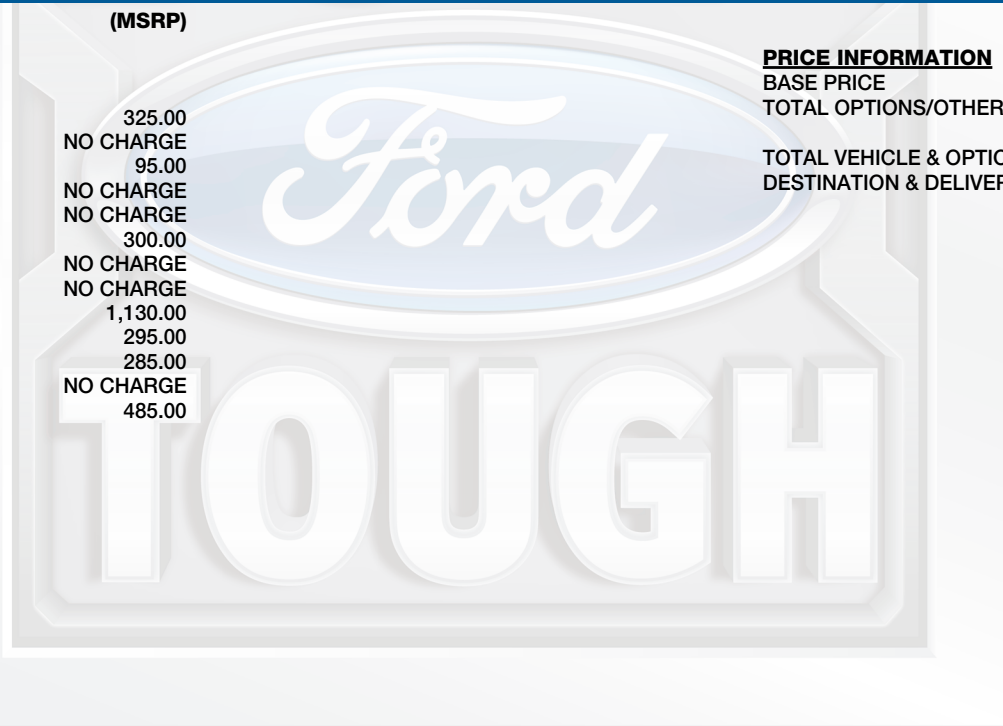 (MSRP)
325.00
NO CHARGE
95.00
NO CHARGE
NO CHARGE
300.00
NO CHARGE
NO CHARGE
1,130.00
295.00
285.00
NO CHARGE
485.00
PRICE INFORMATION
BASE PRICE
TOTAL OPTIONS/OTHER
TOTAL VEHICLE & OPTIO
DESTINATION & DELIVER
Ford
TOUGH